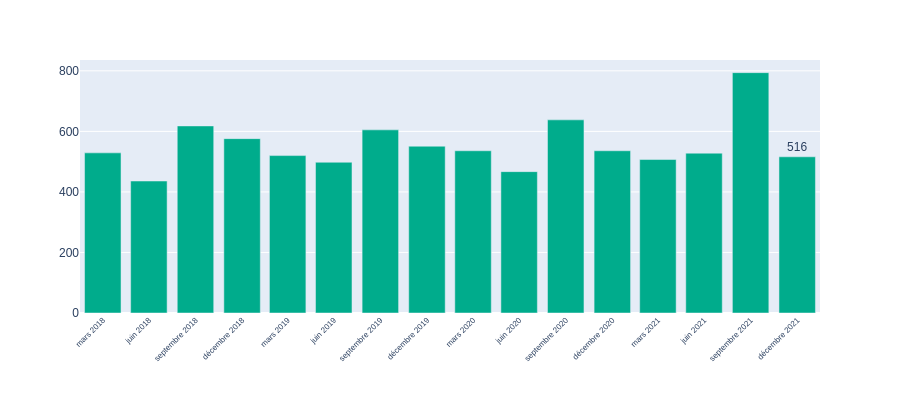 800
600
400
200
0
516
mars 2018
juin 2018
septembre 2018
décembre 2018
mars 2019
juin 2019
septembre 2019
décembre 2019
mars 2020
juin 2020
septembre 2020
décembre 2020
mars 2021
juin 2021
septembre 2021
décembre 2021